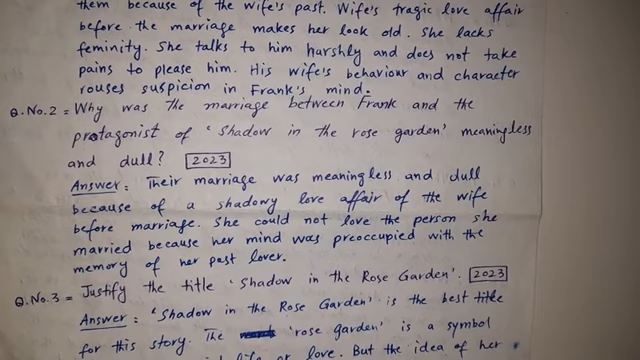 them because of the wife's past. Wife's tragic love affair
before the marriage makes her look old. She lacks
feminity. She talks to him harshly and does not take
pains to please him. His wife's behaviour and character
rouses suspicion in Frank's mind.
Q.No.2 = Why was the marriage between Frank and the
protagonist of 'Shadow in the rose garden' meaningless
and dull? 2023
Answer: Their marriage was meaningless and dull
because of a shadowy love affair of the wife
before marriage. She could not love the person she
married because her mind was preoccupied with the
memory of her past lover.
Q.No.3 = Justify the title 'Shadow in the Rose Garden'. 2023
Answer: 'Shadow in the Rose Garden' is the best title
for this story. The 'rose garden' is a symbol
life or love. But the idea of her